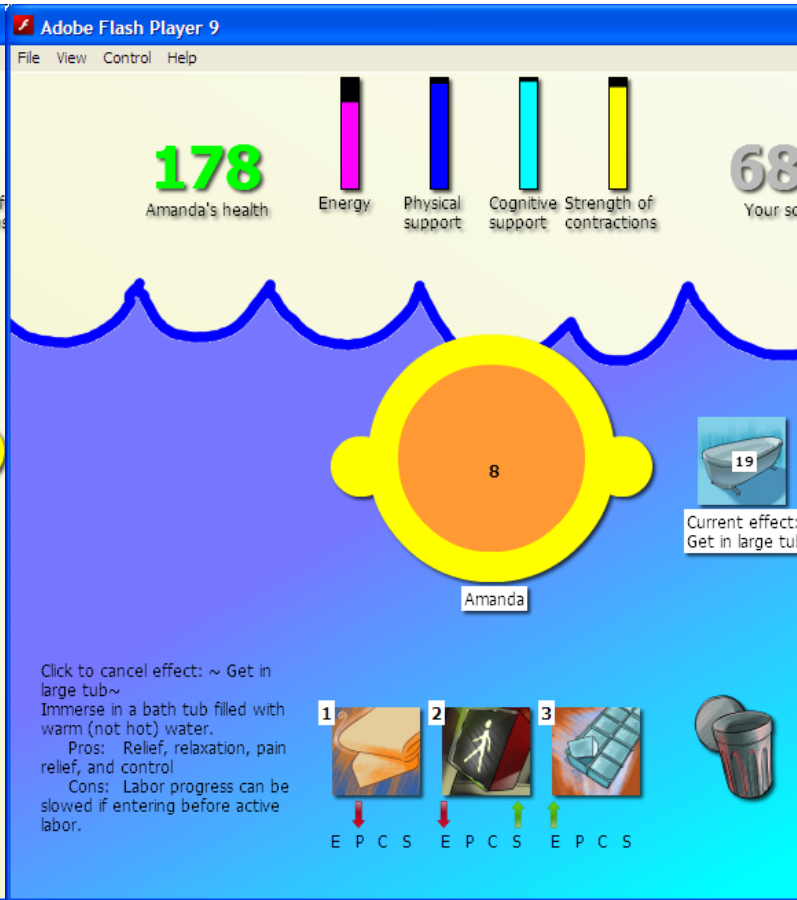 Adobe Flash Player 9
File View Control Help
178
Amanda's health
Energy
Physical
support
Cognitive
support
Strength of
contractions
68
Your sc
8
19
Current effect:
Get in large tu
Amanda
Click to cancel effect: ~ Get in
large tub~
Immerse in a bath tub filled with
warm (not hot) water.
Pros: Relief, relaxation, pain
relief, and control
Cons: Labor progress can be
slowed if entering before active
labor.
1 2 3
E P C S E P C S E P C S